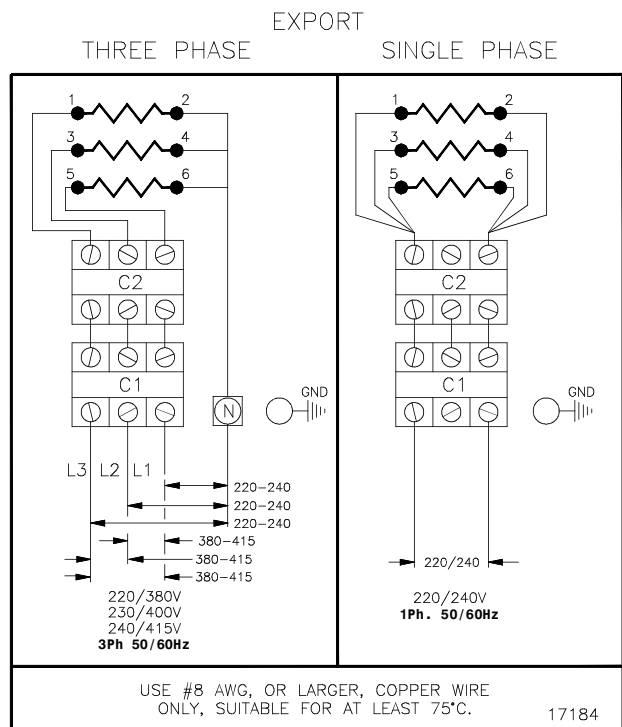 EXPORT
THREE PHASE
SINGLE PHASE
1 2
3 4
5 6
C2
C1
N
GND
L3 L2 L1
220-240
220-240
220-240
380-415
380-415
380-415
220/380V
230/400V
240/415V
3Ph 50/60Hz
1 2
3 4
5 6
C2
C1
GND
220/240
220/240V
1Ph. 50/60Hz
USE #8 AWG, OR LARGER, COPPER WIRE
ONLY, SUITABLE FOR AT LEAST 75°C.
17184